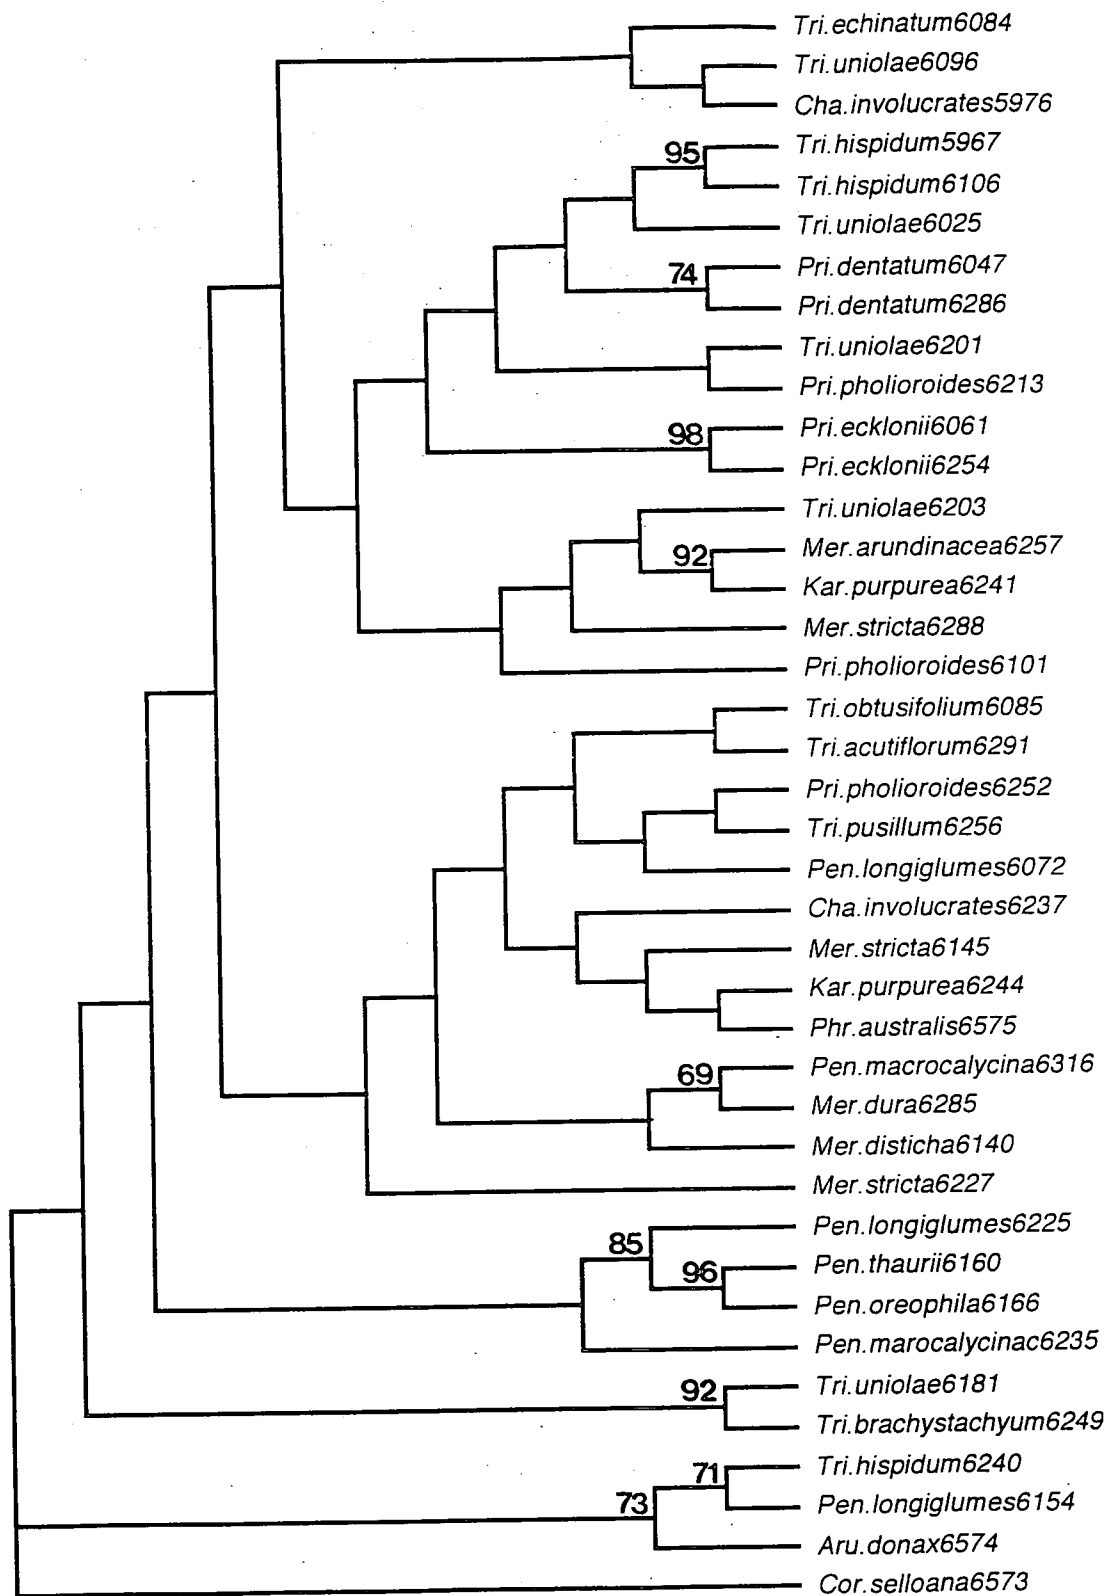 Tri.echinatum6084
Tri.uniolae6096
Cha.involucrates5976
95 Tri.hispidum5967
Tri.hispidum6106
Tri.uniolae6025
74 Pri.dentatum6047
Pri.dentatum6286
Tri.uniolae6201
Pri.pholioroides6213
98 Pri.ecklonii6061
Pri.ecklonii6254
Tri.uniolae6203
92 Mer.arundinacea6257
Kar.purpurea6241
Mer.stricta6288
Pri.pholioroides6101
Tri.obtusifolium6085
Tri.acutiflorum6291
Pri.pholioroides6252
Tri.pusillum6256
Pen.longiglumes6072
Cha.involucrates6237
Mer.stricta6145
Kar.purpurea6244
Phr.australis6575
69 Pen.macrocalycina6316
Mer.dura6285
Mer.disticha6140
Mer.stricta6227
Pen.longiglumes6225
85 96 Pen.thaurii6160
Pen.oreophila6166
Pen.marocalycinac6235
92 Tri.uniolae6181
Tri.brachystachyum6249
71 Tri.hispidum6240
73 Pen.longiglumes6154
Aru.donax6574
Cor.selloana6573